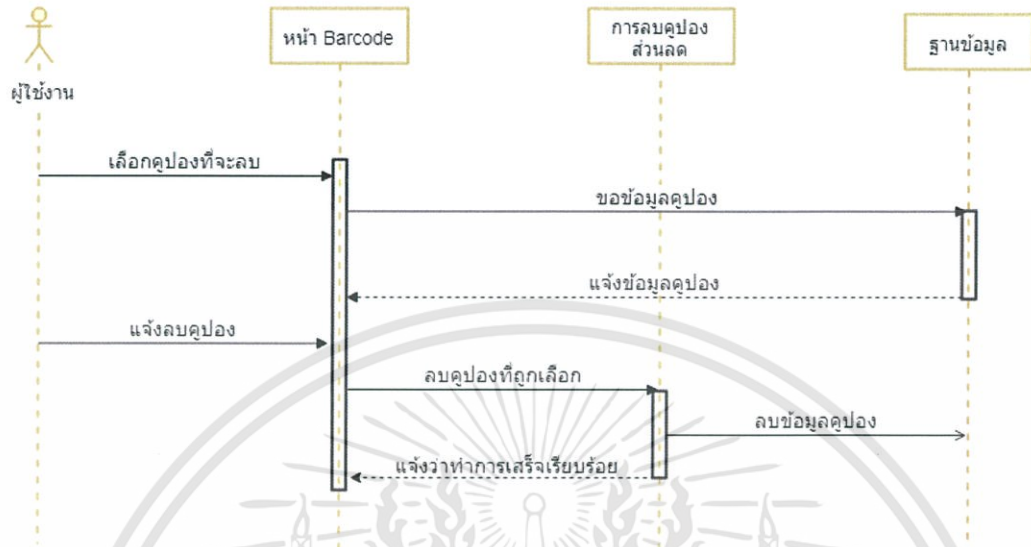 หน้า Barcode
การลบคูปอง
ส่วนลด
ฐานข้อมูล
ผู้ใช้งาน
เลือกคูปองที่จะลบ
ขอข้อมูลคูปอง
แจ้งข้อมูลคูปอง
แจ้งลบคูปอง
ลบคูปองที่ถูกเลือก
ลบข้อมูลคูปอง
แจ้งว่าทำการเสร็จเรียบร้อย